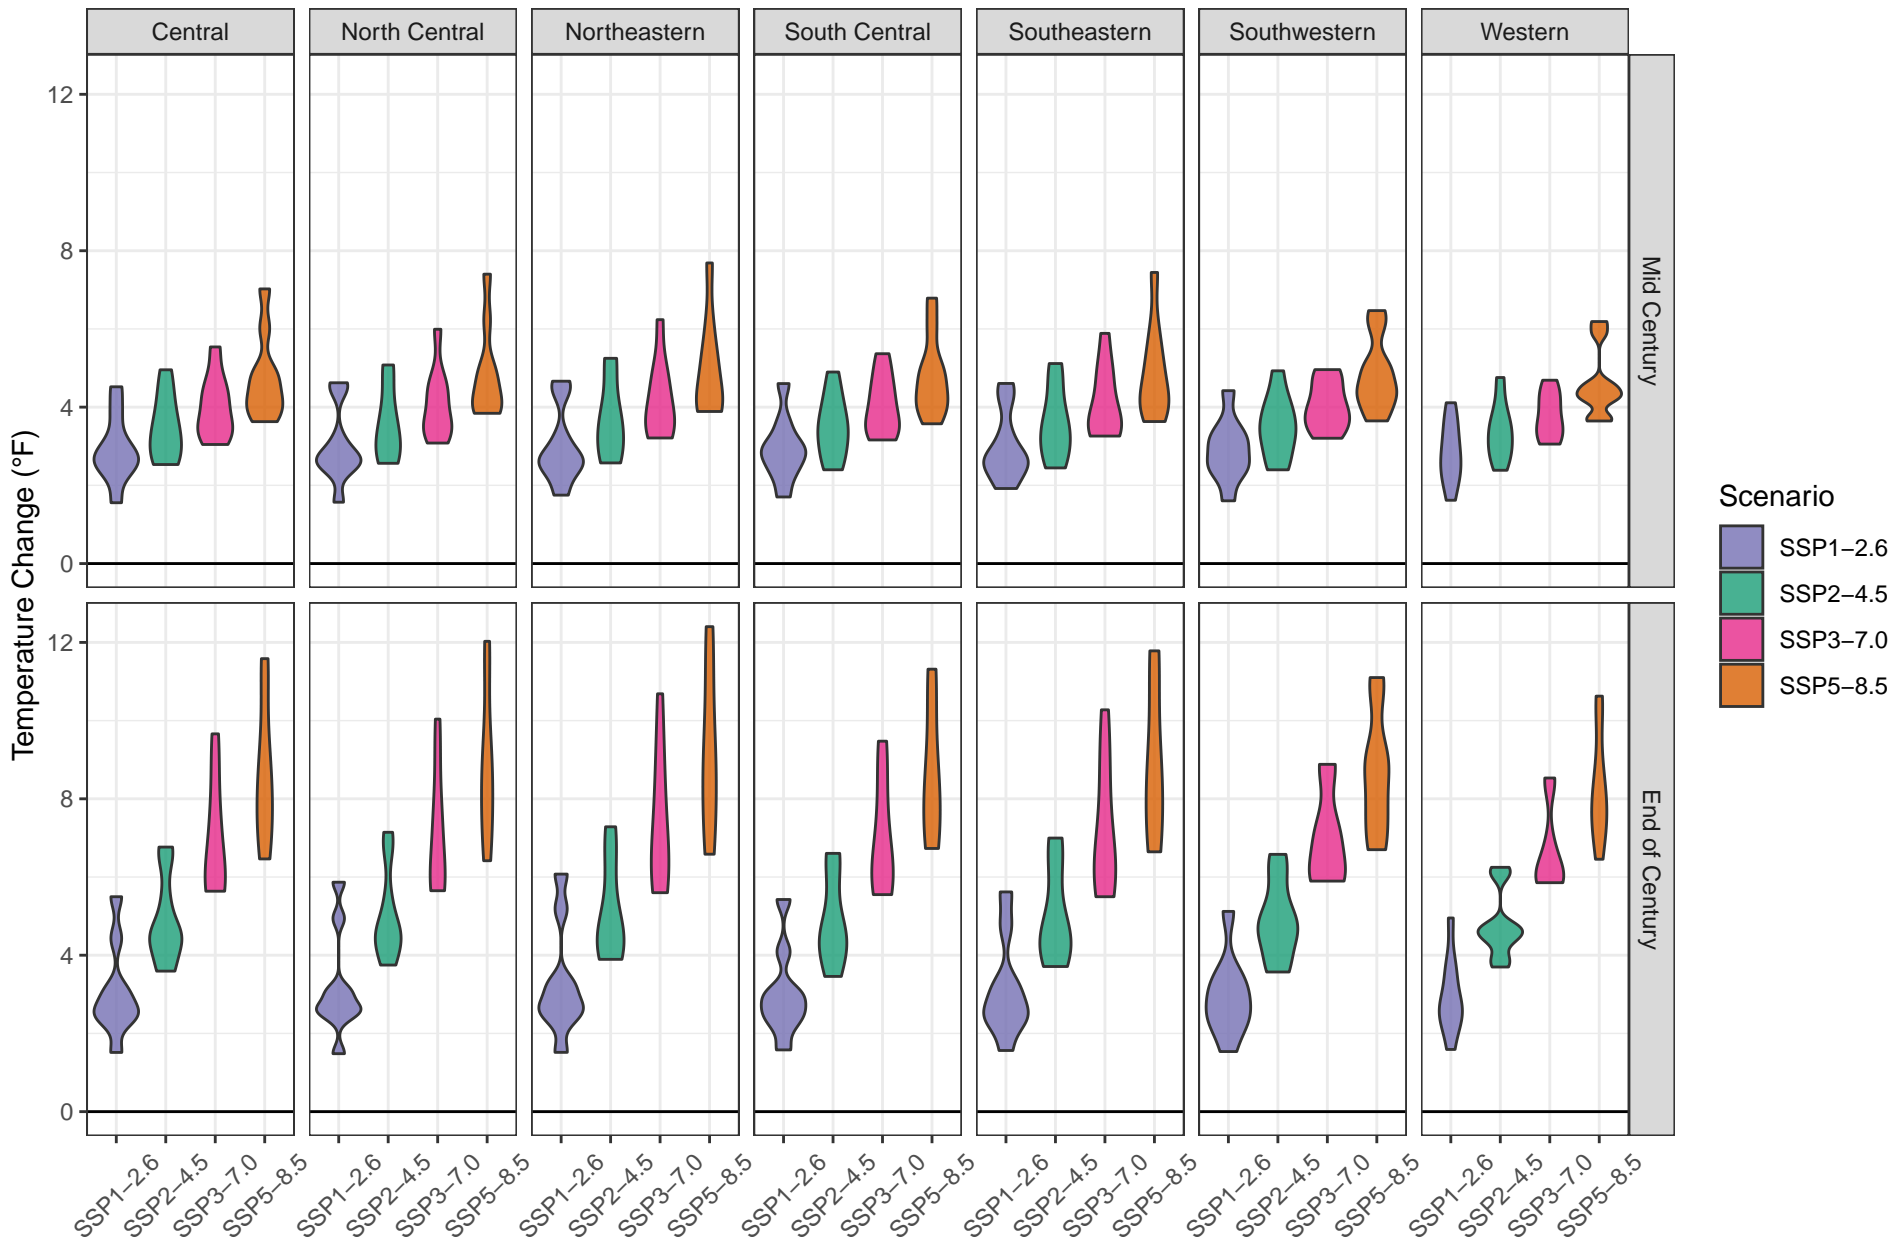 Central
North Central
Northeastern
South Central
Southeastern
Southwestern
Western
Temperature Change (°F)
12
8
4
0
Mid Century
12
8
4
0
End of Century
SSP1−2.6
SSP2−4.5
SSP3−7.0
SSP5−8.5
SSP1−2.6
SSP2−4.5
SSP3−7.0
SSP5−8.5
SSP1−2.6
SSP2−4.5
SSP3−7.0
SSP5−8.5
SSP1−2.6
SSP2−4.5
SSP3−7.0
SSP5−8.5
SSP1−2.6
SSP2−4.5
SSP3−7.0
SSP5−8.5
SSP1−2.6
SSP2−4.5
SSP3−7.0
SSP5−8.5
SSP1−2.6
SSP2−4.5
SSP3−7.0
SSP5−8.5
Scenario
SSP1−2.6
SSP2−4.5
SSP3−7.0
SSP5−8.5